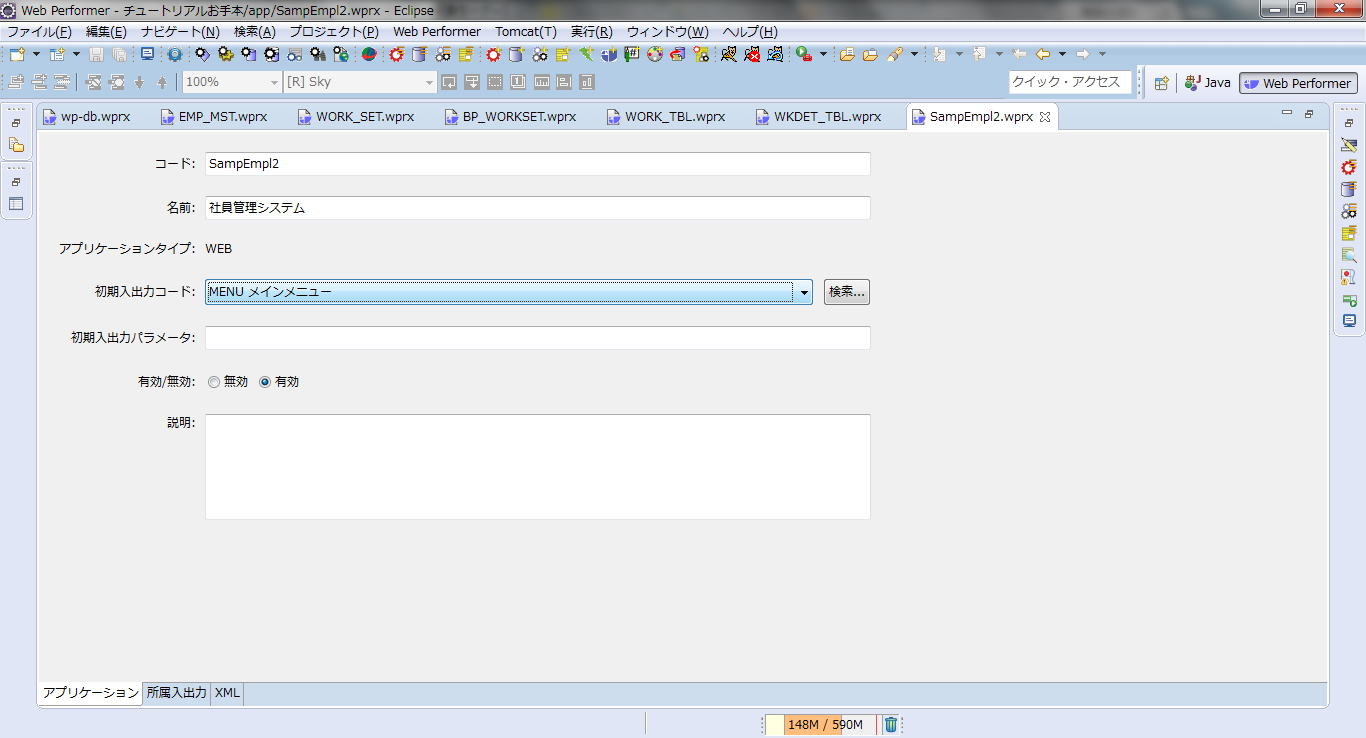 Web Performer - チュートリアルお手本/app/SampEmpl2.wprx - Eclipse
ファイル(F) 編集(E) ナビゲート(N) 検索(A) プロジェクト(P) Web Performer Tomcat(T) 実行(R) ウィンドウ(W) ヘルプ(H)
100% [R] Sky クイック・アクセス Java Web Performer
wp-db.wprx EMP_MST.wprx WORK_SET.wprx BP_WORKSET.wprx WORK_TBL.wprx WKDET_TBL.wprx SampEmpl2.wprx
コード: SampEmpl2
名前: 社員管理システム
アプリケーションタイプ: WEB
初期入出力コード: MENU メインメニュー 検索...
初期入出力パラメータ:
有効/無効: 無効 有効
説明:
アプリケーション 所属入出力 XML
148M / 590M